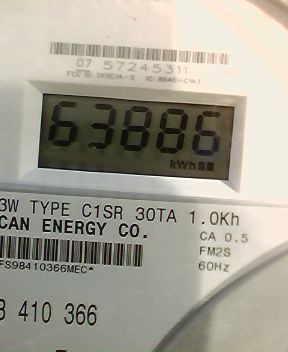 07 57245311
63886
kWh
3W TYPE C1SR 30TA 1.0Kh
CAN ENERGY CO.
CA 0.5
FM2S
60Hz
FS98410366MEC*
410 366